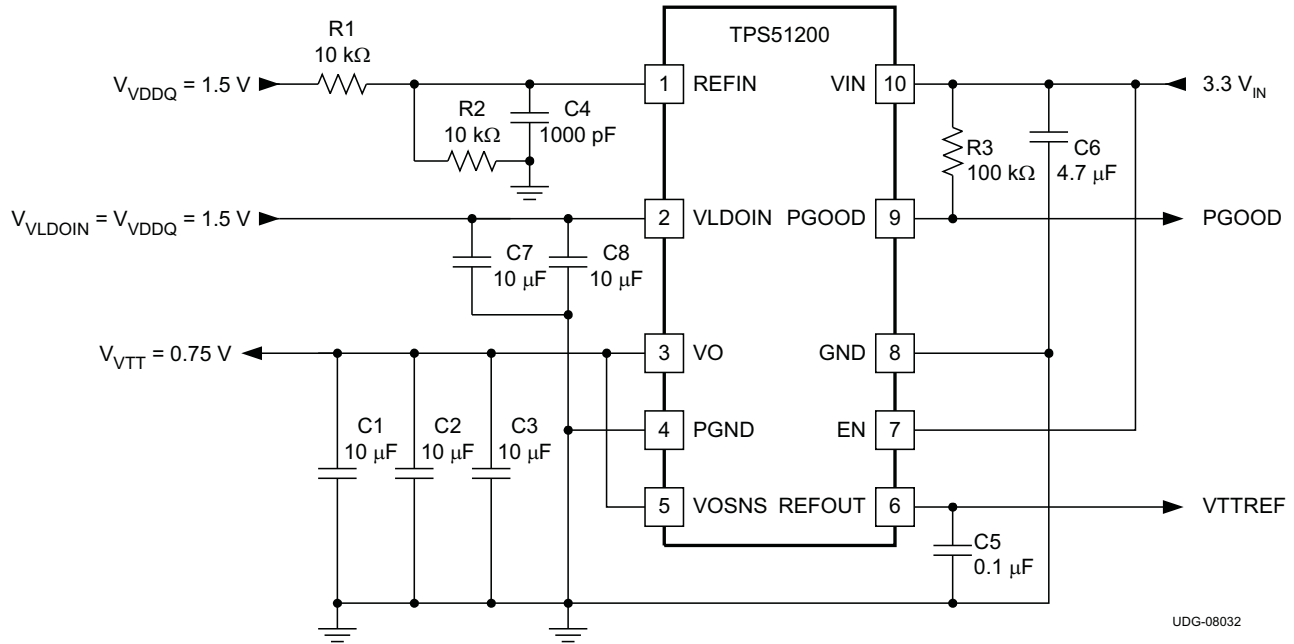 TPS51200
R1
10 kΩ
V_VDDQ = 1.5 V
1 REFIN
VIN 10
3.3 V_IN
R2
10 kΩ
C4
1000 pF
R3
100 kΩ
C6
4.7 μF
V_VLDOIN = V_VDDQ = 1.5 V
2 VLDOIN
PGOOD 9
PGOOD
C7
10 μF
C8
10 μF
V_VTT = 0.75 V
3 VO
GND 8
C1
10 μF
C2
10 μF
C3
10 μF
4 PGND
EN 7
5 VOSNS
REFOUT 6
VTTREF
C5
0.1 μF
UDG-08032